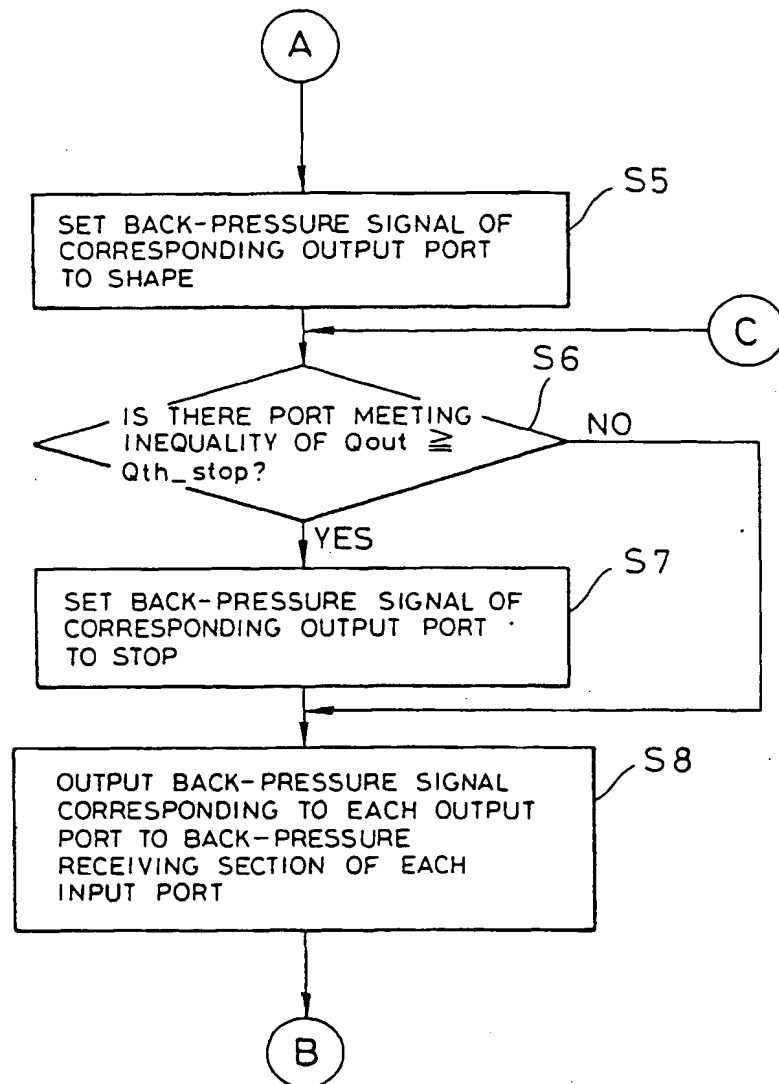 A
S5
SET BACK-PRESSURE SIGNAL OF
CORRESPONDING OUTPUT PORT
TO SHAPE
C
S6
IS THERE PORT MEETING
INEQUALITY OF Qout ≧
Qth_stop?
NO
YES
S7
SET BACK-PRESSURE SIGNAL OF
CORRESPONDING OUTPUT PORT
TO STOP
S8
OUTPUT BACK-PRESSURE SIGNAL
CORRESPONDING TO EACH OUTPUT
PORT TO BACK-PRESSURE
RECEIVING SECTION OF EACH
INPUT PORT
B